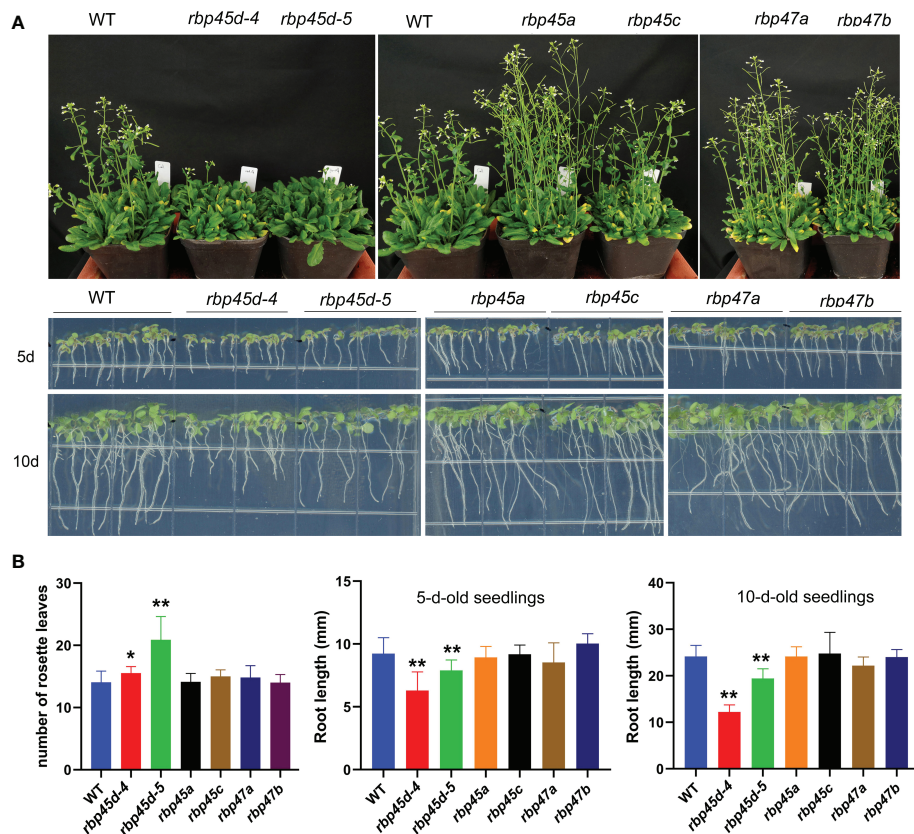 A
WT rbp45d-4 rbp45d-5 WT rbp45a rbp45c rbp47a rbp47b
WT rbp45d-4 rbp45d-5 rbp45a rbp45c rbp47a rbp47b
5d
10d
B
number of rosette leaves
30
20
10
0
*
**
WT rbp45d-4 rbp45d-5 rbp45a rbp45c rbp47a rbp47b
5-d-old seedlings
Root length (mm)
15
10
5
0
**
**
WT rbp45d-4 rbp45d-5 rbp45a rbp45c rbp47a rbp47b
10-d-old seedlings
Root length (mm)
40
30
20
10
0
**
**
WT rbp45d-4 rbp45d-5 rbp45a rbp45c rbp47a rbp47b